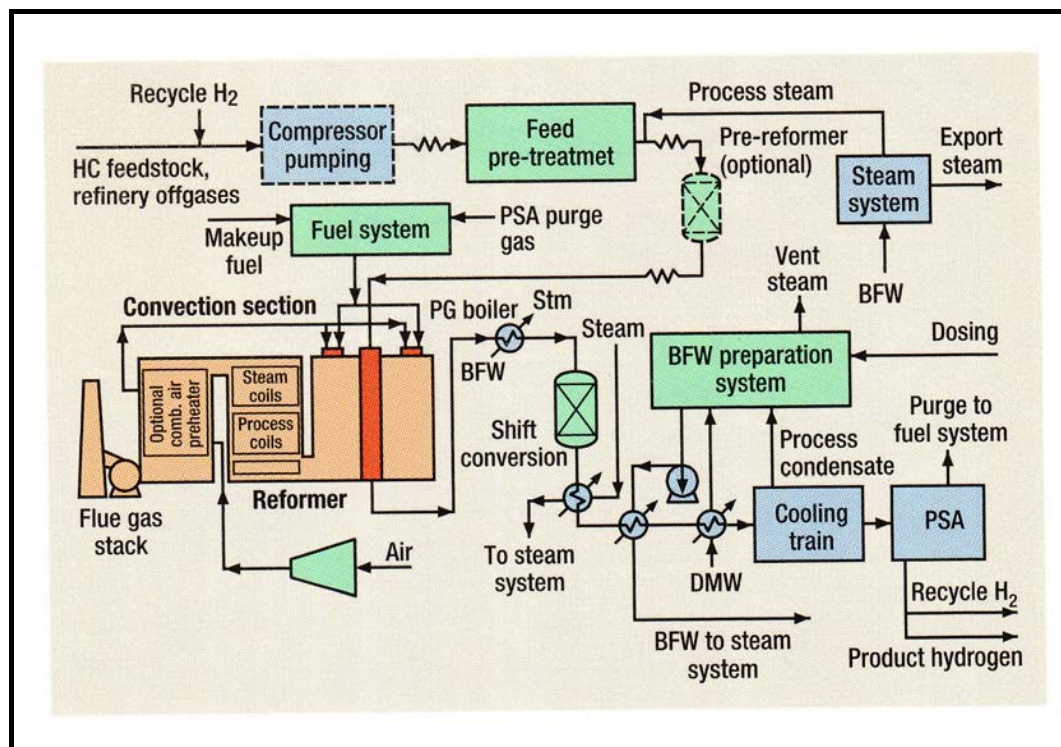 Recycle H2
HC feedstock,
refinery offgases
Compressor
pumping
Feed
pre-treatmet
Process steam
Pre-reformer
(optional)
Export
steam
Steam
system
BFW
Makeup
fuel
Fuel system
PSA purge
gas
Vent
steam
Convection section
PG boiler
Stm
BFW
Steam
BFW preparation
system
Dosing
Optional
comb. air
preheater
Steam
coils
Process
coils
Reformer
Flue gas
stack
Air
Shift
conversion
To steam
system
Process
condensate
Purge to
fuel system
Cooling
train
PSA
DMW
BFW to steam
system
Recycle H2
Product hydrogen